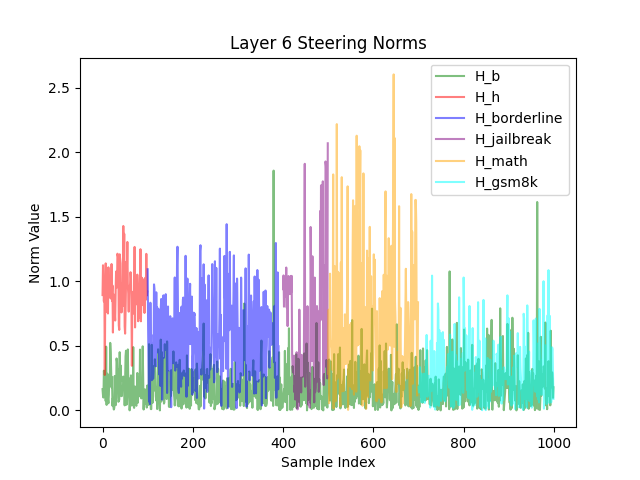 Layer 6 Steering Norms
Norm Value
2.5
2.0
1.5
1.0
0.5
0.0
H_b
H_h
H_borderline
H_jailbreak
H_math
H_gsm8k
0
200
400
600
800
1000
Sample Index